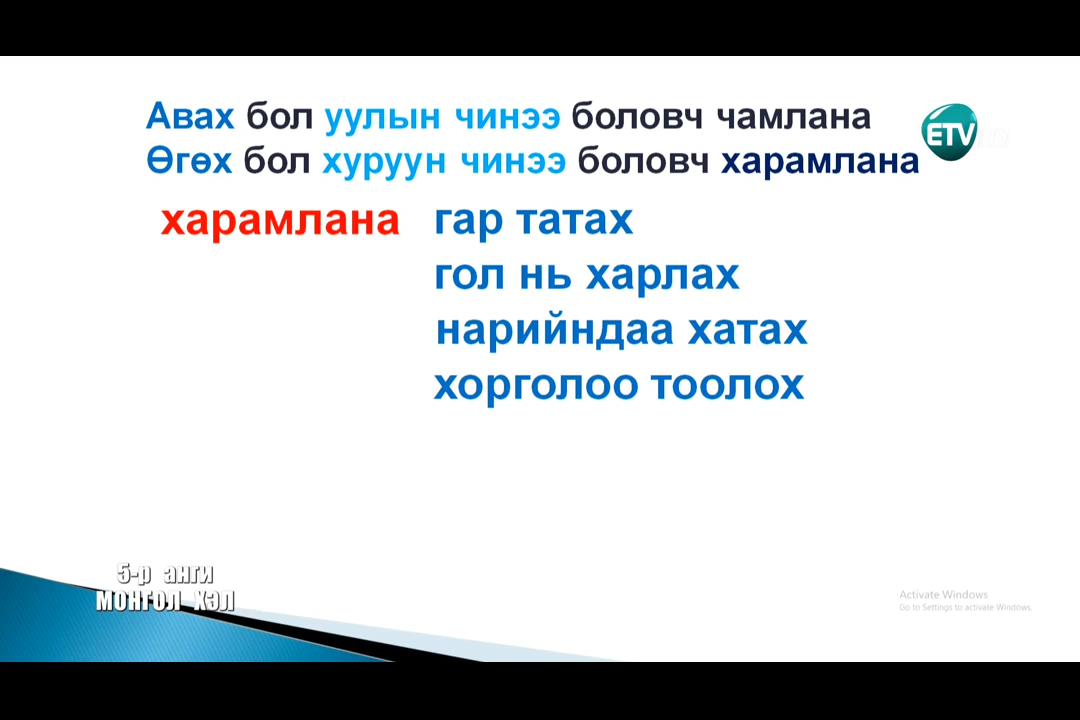 Авах бол уулын чинээ боловч чамлана
Өгөх бол хуруун чинээ боловч харамлана
ETV HD
харамлана гар татах
гол нь харлах
нарийндаа хатах
хорголоо тоолох
5-р анги
МОНГОЛ ХЭЛ
Activate Windows
Go to Settings to activate Windows.